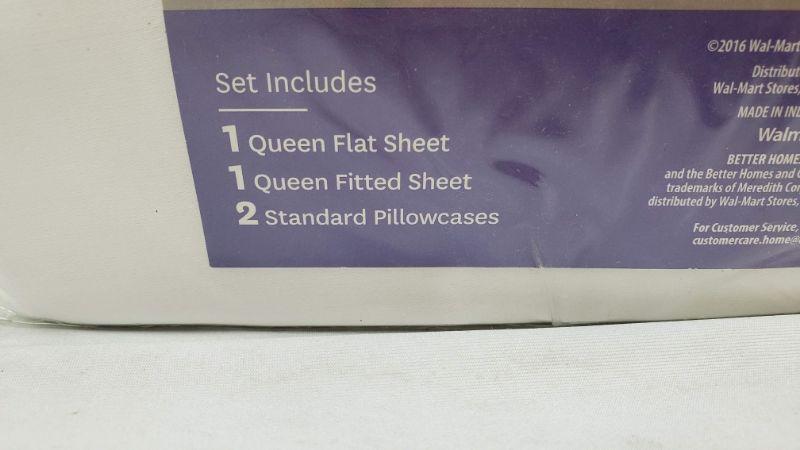 Set Includes
1 Queen Flat Sheet
1 Queen Fitted Sheet
2 Standard Pillowcases
©2016 Wal-Mart
Distribut
Wal-Mart Stores,
MADE IN IND
Walm
BETTER HOME
and the Better Homes and G
trademarks of Meredith Cor
distributed by Wal-Mart Stores,
For Customer Service,
customercare.home@